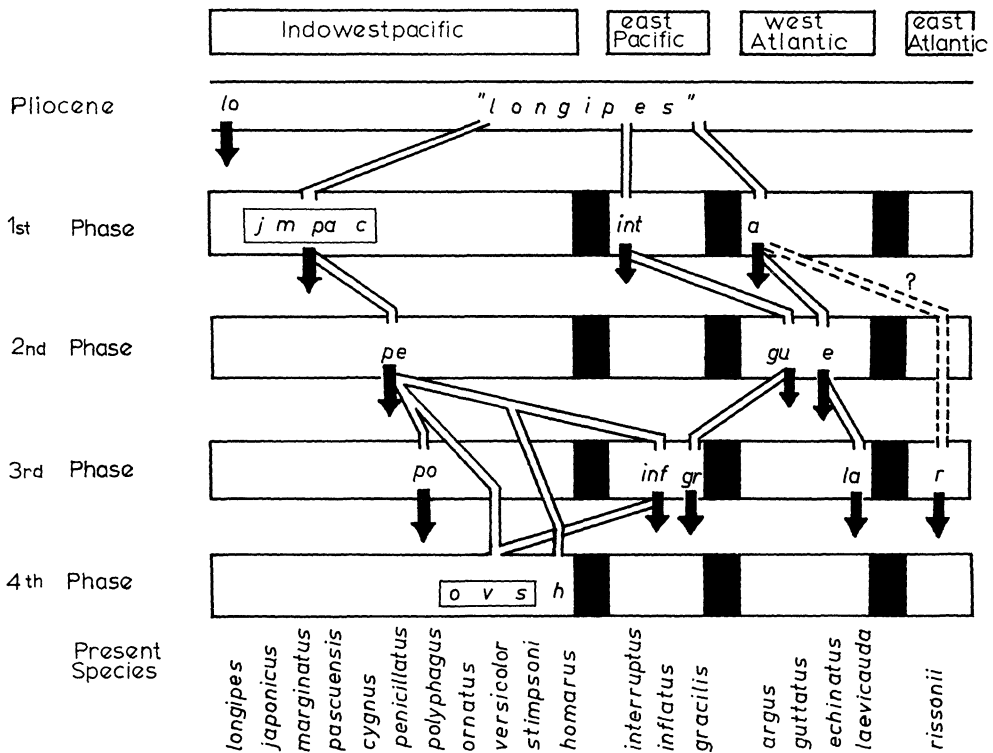 Indowestpacific
east Pacific
west Atlantic
east Atlantic
Pliocene
lo
"longipes"
1st Phase
j m pa c
int
a
?
2nd Phase
pe
gu
e
3rd Phase
po
inf
gr
la
r
4th Phase
o v s
h
Present
Species
longipes
japonicus
marginatus
pascuensis
cygnus
penicillatus
polyphagus
ornatus
versicolor
stimpsoni
homarus
interruptus
inflatus
gracilis
argus
guttatus
echinatus
laevicauda
rissonii